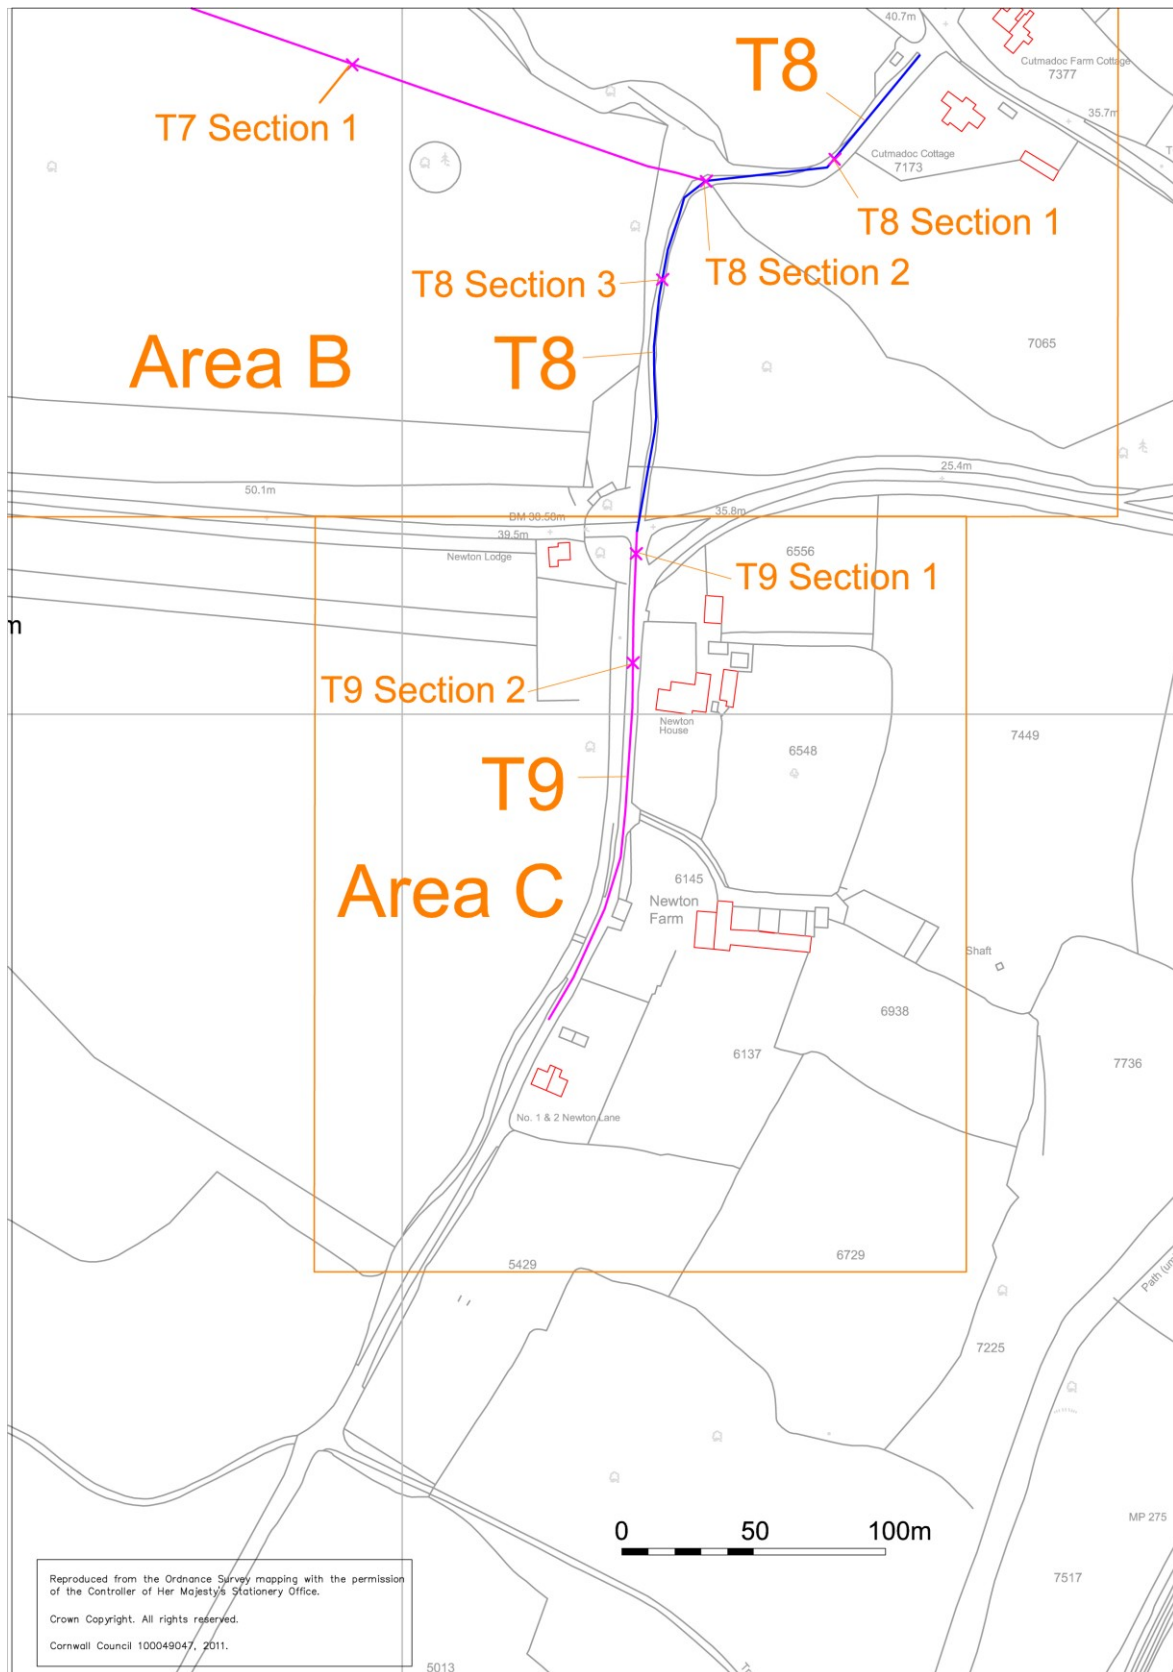 40.7m
T8
Cutmadoc Farm Cottage
7377
T7 Section 1
35.7m
Cutmadoc Cottage
7173
T8 Section 1
T8 Section 2
T8 Section 3
Area B
T8
7065
50.1m
25.4m
35.8m
39.5m
Newton Lodge
6556
T9 Section 1
m
T9 Section 2
Newton
House
6548
7449
T9
Area C
6145
Newton
Farm
Shaft
6938
6137
7736
No. 1 & 2 Newton Lane
5429
6729
7225
0 50 100m
MP 275
7517
5013
Reproduced from the Ordnance Survey mapping with the permission
of the Controller of Her Majesty's Stationery Office.
Crown Copyright. All rights reserved.
Cornwall Council 100049047, 2011.